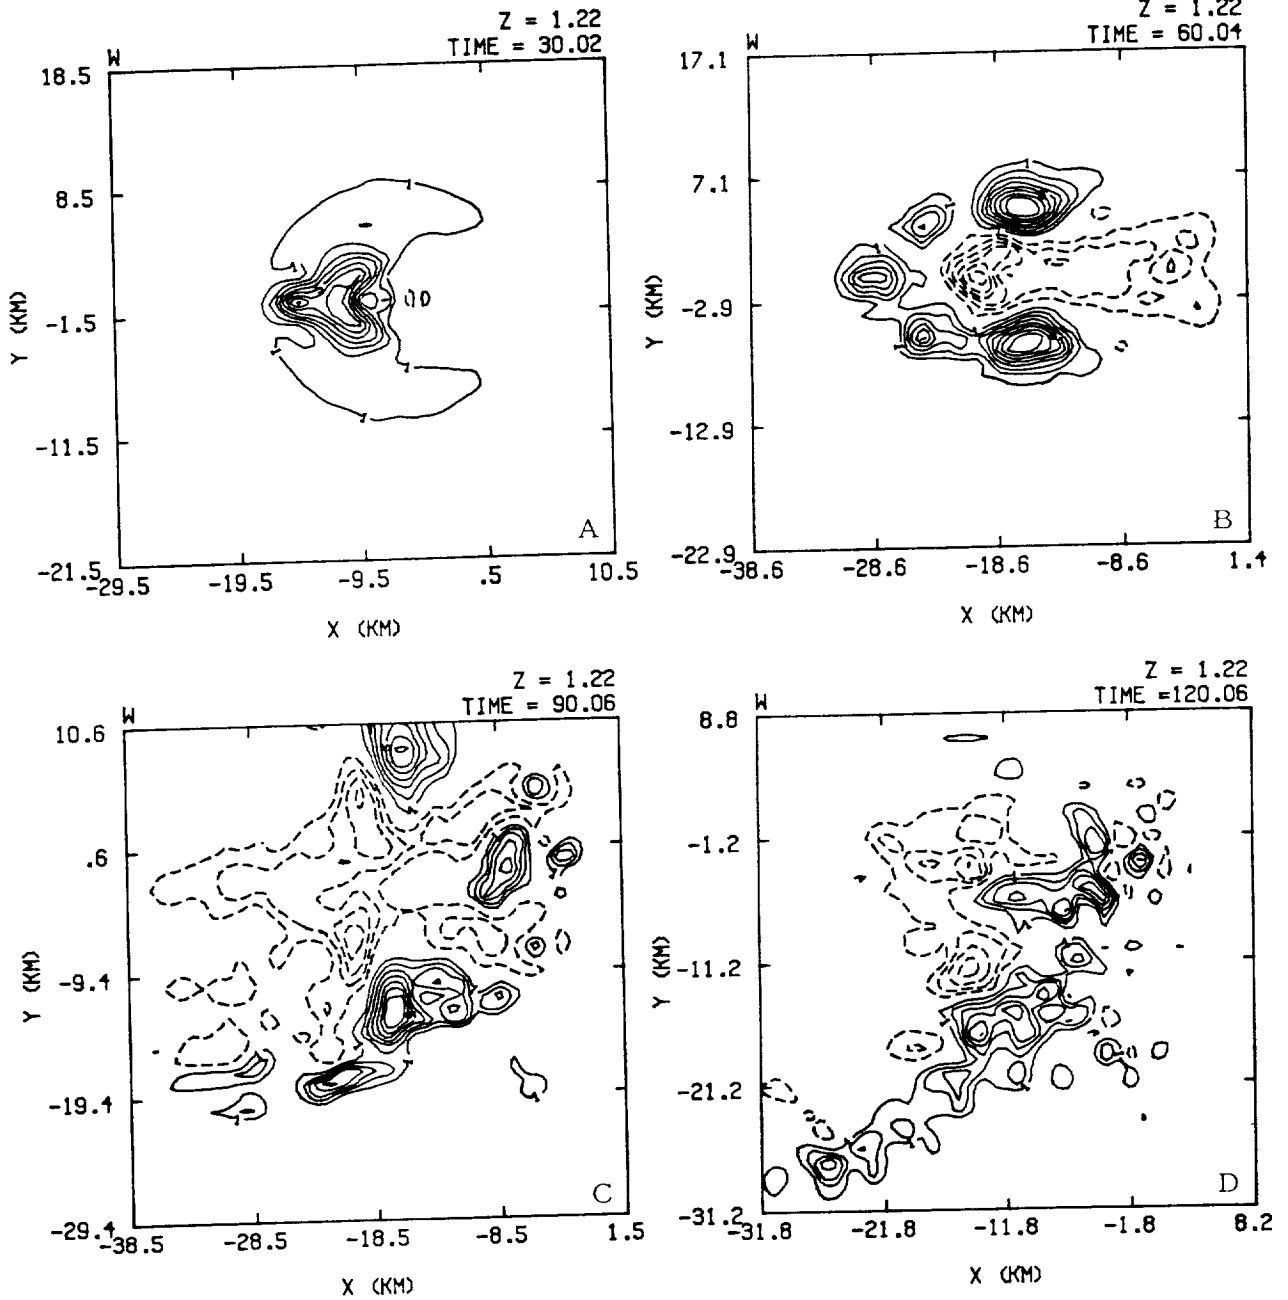 Z = 1.22
TIME = 30.02
W
18.5
8.5
-1.5
-11.5
-21.5
Y (KM)
-29.5 -19.5 -9.5 .5 10.5
X (KM)
A
Z = 1.22
TIME = 60.04
W
17.1
7.1
-2.9
-12.9
-22.9
Y (KM)
-38.6 -28.6 -18.6 -8.6 1.4
X (KM)
B
Z = 1.22
TIME = 90.06
W
10.6
.6
-9.4
-19.4
-29.4
Y (KM)
-38.5 -28.5 -18.5 -8.5 1.5
X (KM)
C
Z = 1.22
TIME =120.06
W
8.8
-1.2
-11.2
-21.2
-31.2
Y (KM)
-31.8 -21.8 -11.8 -1.8 8.2
X (KM)
D